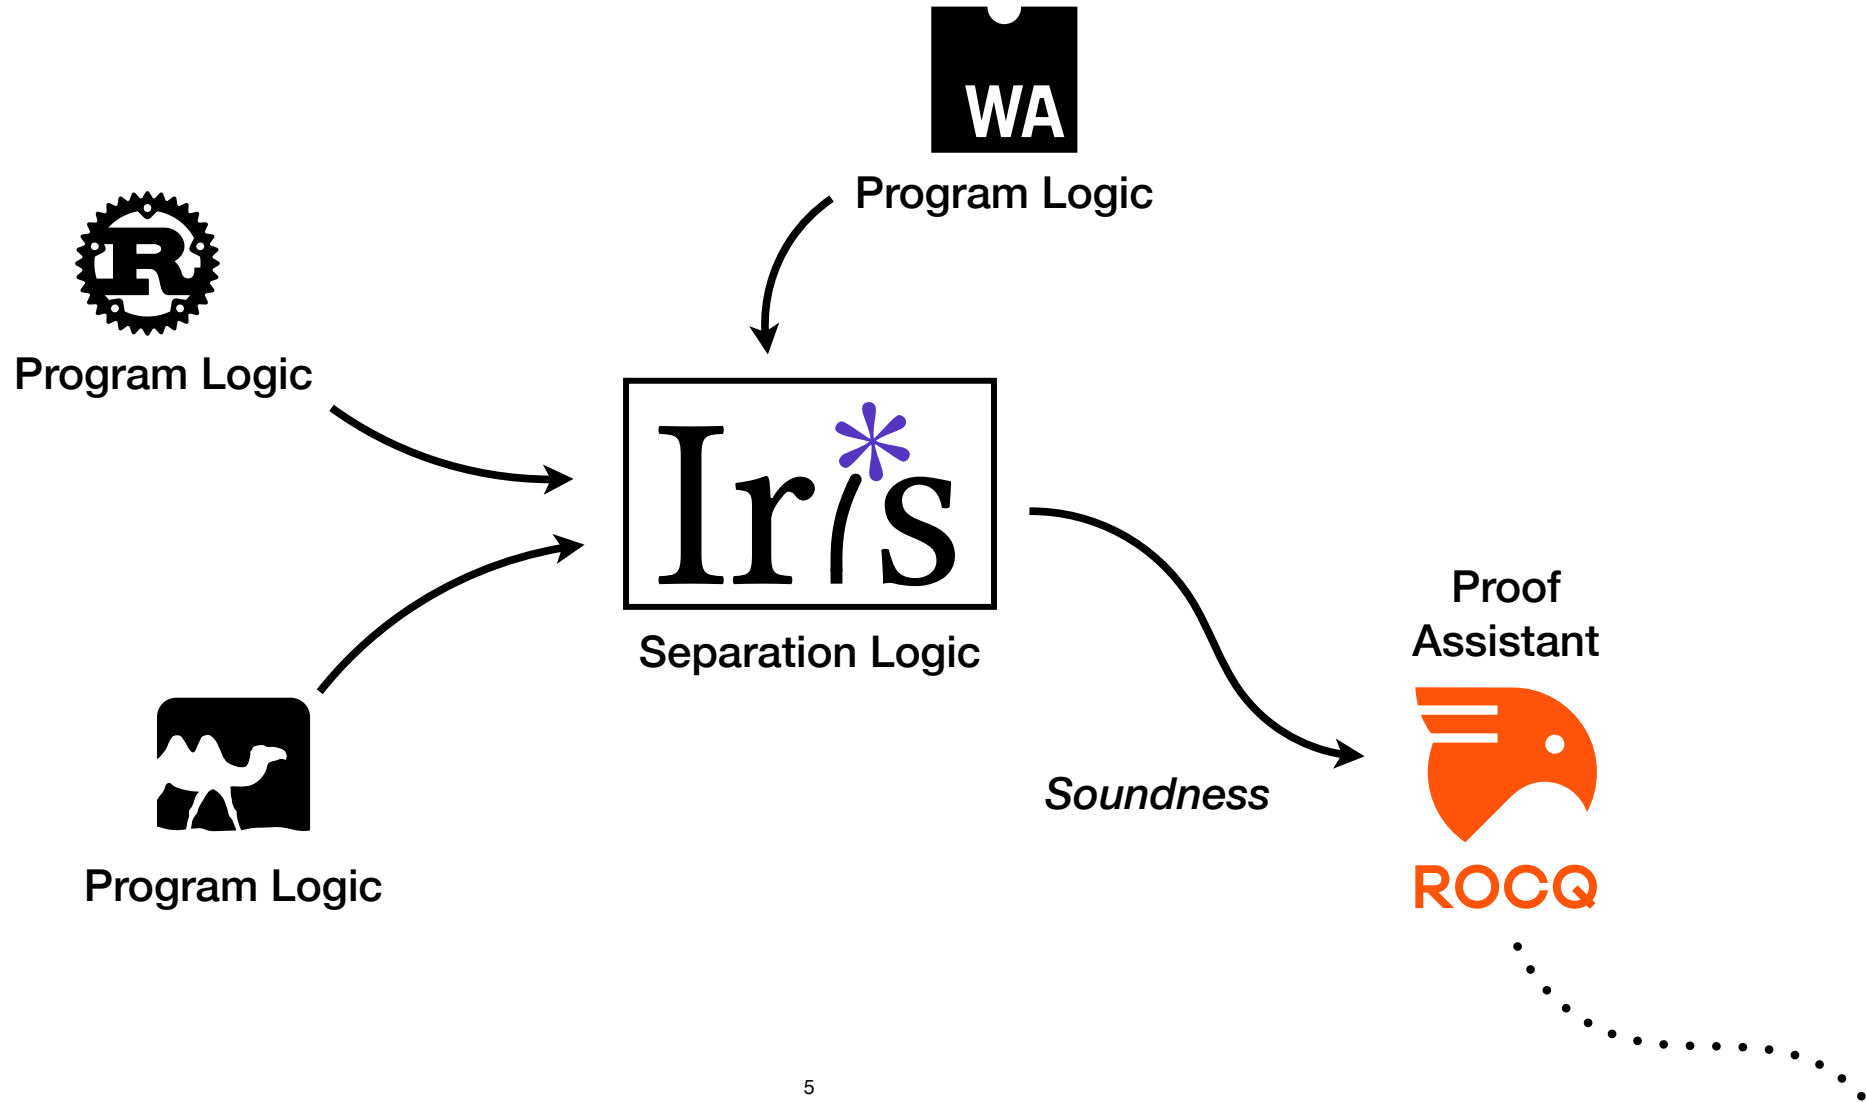 WA
Program Logic
R
Program Logic
Iris
Separation Logic
Proof
Assistant
Soundness
ROCQ
Program Logic
5